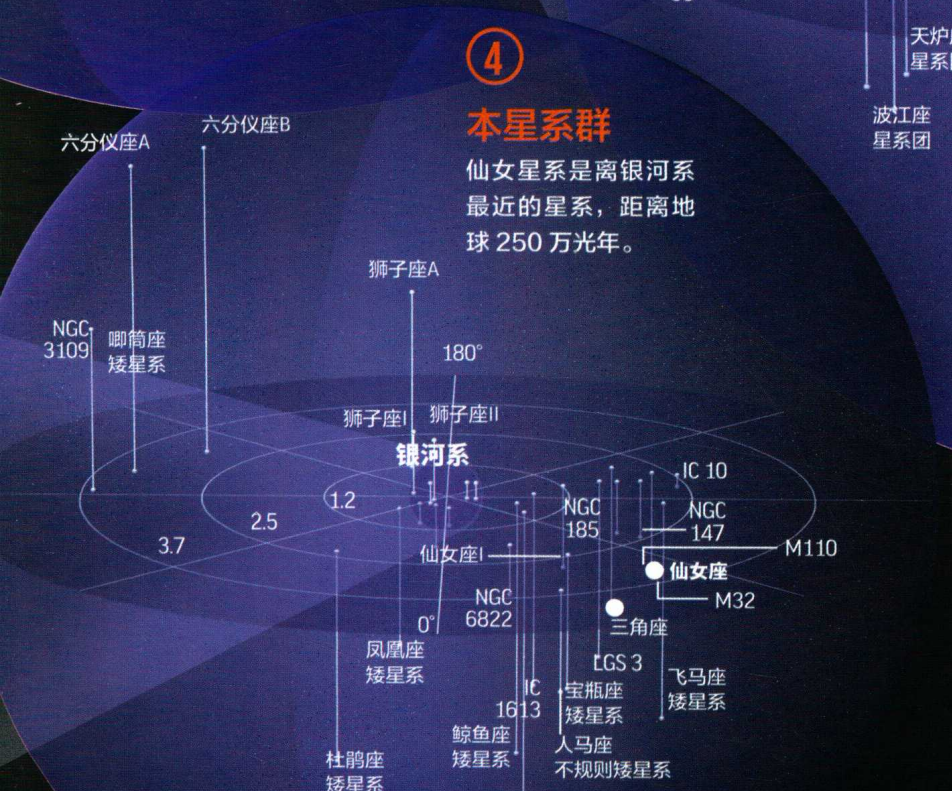 ④
本星系群
仙女星系是离银河系
最近的星系，距离地
球 250 万光年。
波江座
星系团
六分仪座A
六分仪座B
狮子座A
NGC
3109
唧筒座
矮星系
180°
狮子座I
狮子座II
银河系
1.2
2.5
3.7
IC 10
NGC
185
NGC
147
M110
仙女座I
仙女座
M32
NGC
6822
三角座
0°
凤凰座
矮星系
LGS 3
飞马座
矮星系
IC
1613
宝瓶座
矮星系
鲸鱼座
矮星系
人马座
不规则矮星系
杜鹃座
矮星系